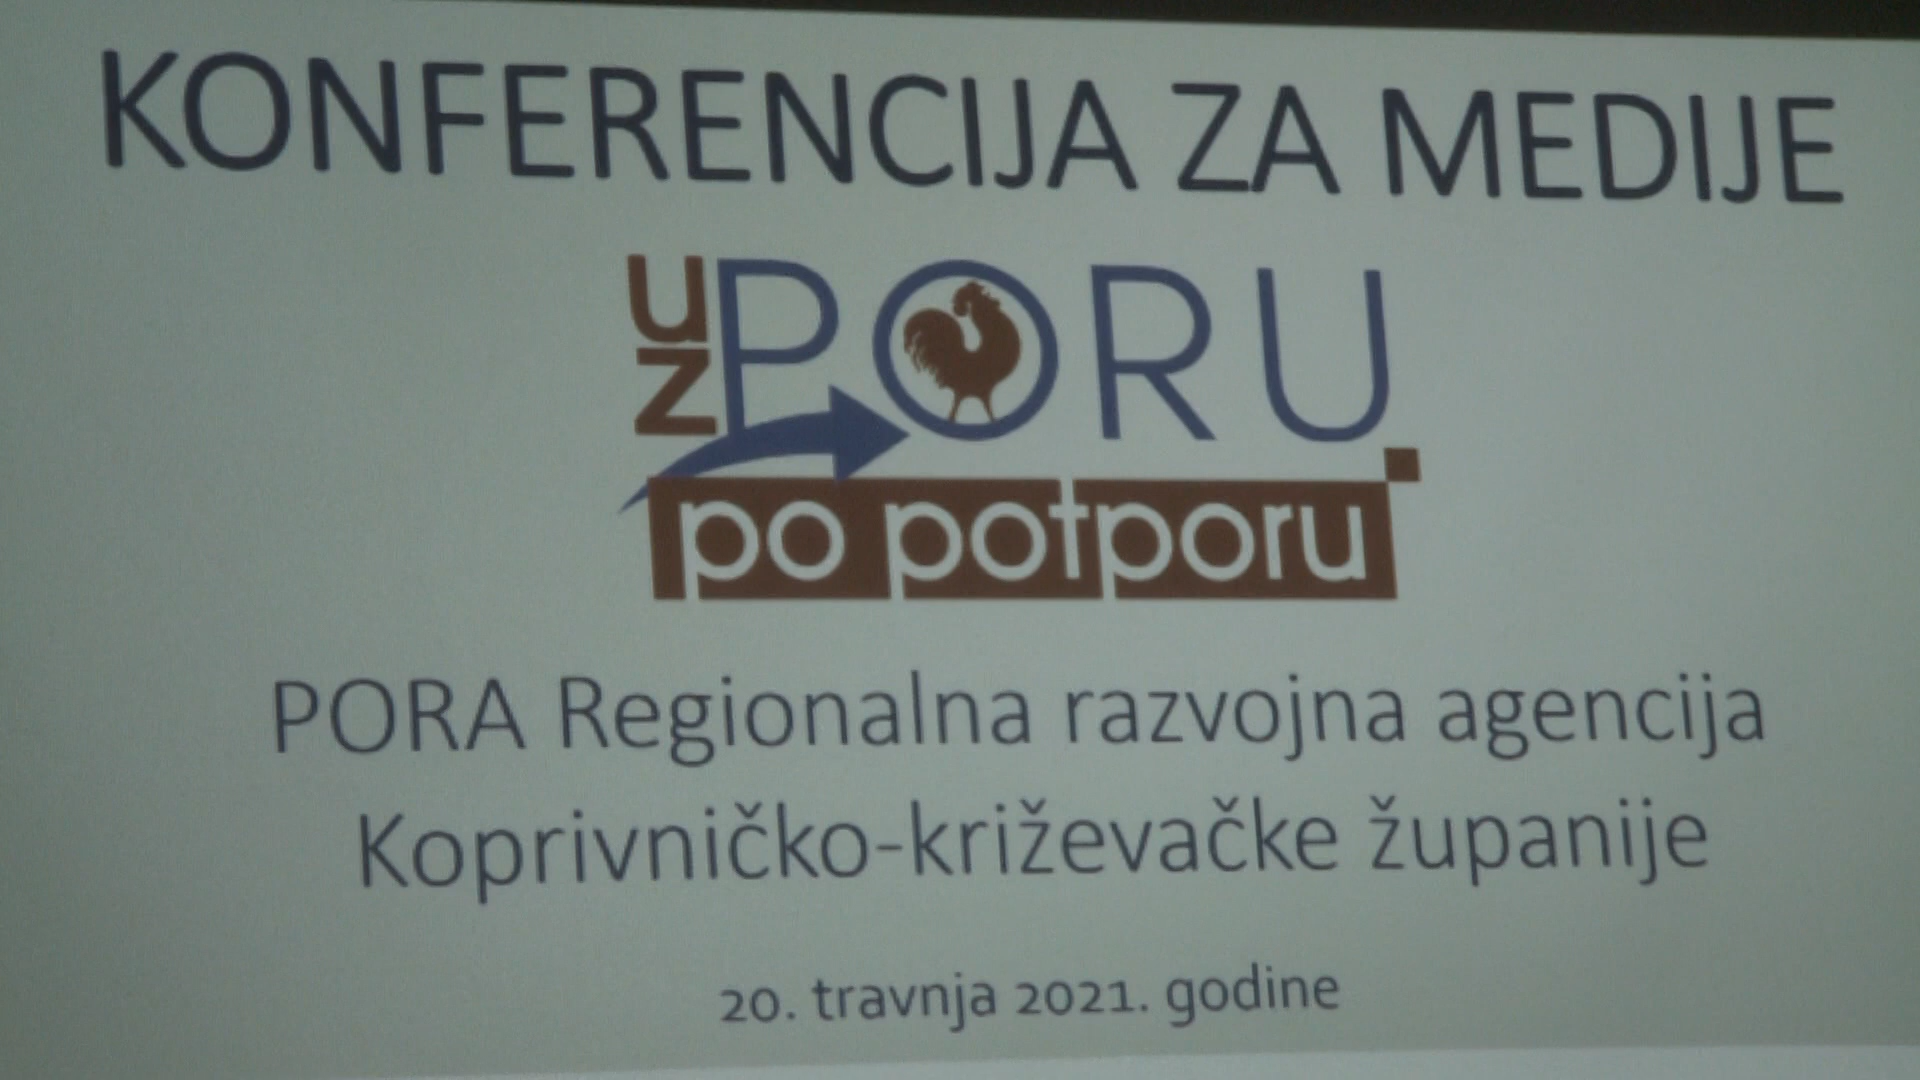 KONFERENCIJA ZA MEDIJE
uz PORU
po potporu
PORA Regionalna razvojna agencija
Koprivničko-križevačke županije
20. travnja 2021. godine